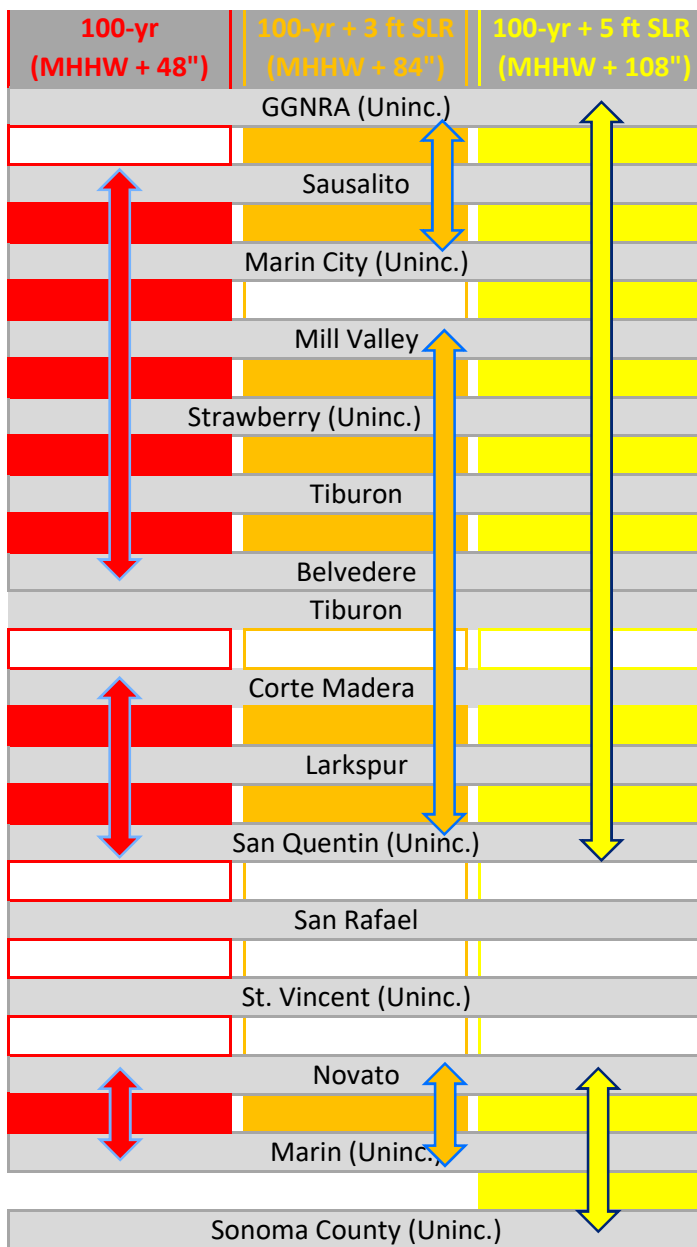 100-yr
(MHHW + 48")
100-yr + 3 ft SLR
(MHHW + 84")
100-yr + 5 ft SLR
(MHHW + 108")
GGNRA (Uninc.)
Sausalito
Marin City (Uninc.)
Mill Valley
Strawberry (Uninc.)
Tiburon
Belvedere
Tiburon
Corte Madera
Larkspur
San Quentin (Uninc.)
San Rafael
St. Vincent (Uninc.)
Novato
Marin (Uninc.)
Sonoma County (Uninc.)